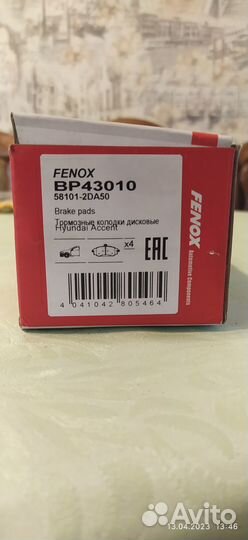 FENOX
BP43010
58101-2DA50
Brake pads
Тормозные колодки дисковые
Hyundai Accent
x4
EAC
4 041042 805464
FENOX
Automotive Components
Avito
13.04.2023 13:46